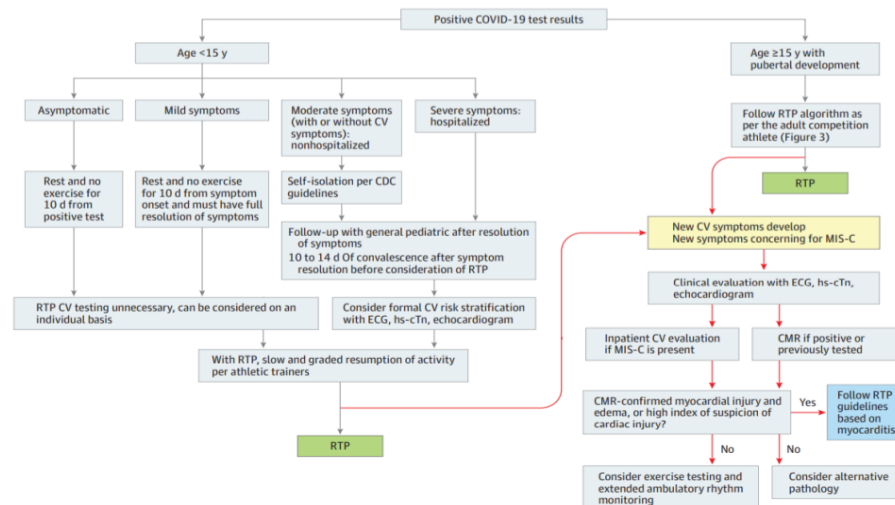 Positive COVID-19 test results
Age <15 y
Age ≥15 y with
pubertal development
Asymptomatic
Mild symptoms
Moderate symptoms
(with or without CV
symptoms):
nonhospitalized
Severe symptoms:
hospitalized
Follow RTP algorithm as
per the adult competition
athlete (Figure 3)
RTP
Rest and no
exercise for
10 d from
positive test
Rest and no exercise
for 10 d from symptom
onset and must have full
resolution of symptoms
Self-isolation per CDC
guidelines
Follow-up with general pediatric after resolution
of symptoms
10 to 14 d Of convalescence after symptom
resolution before consideration of RTP
New CV symptoms develop
New symptoms concerning for MIS-C
Clinical evaluation with ECG, hs-cTn,
echocardiogram
RTP CV testing unnecessary, can be considered on an
individual basis
Consider formal CV risk stratification
with ECG, hs-cTn, echocardiogram
Inpatient CV evaluation
if MIS-C is present
CMR if positive or
previously tested
With RTP, slow and graded resumption of activity
per athletic trainers
RTP
CMR-confirmed myocardial injury and
edema, or high index of suspicion of
cardiac injury?
Yes
Follow RTP
guidelines
based on
myocarditis
No
No
Consider exercise testing and
extended ambulatory rhythm
monitoring
Consider alternative
pathology